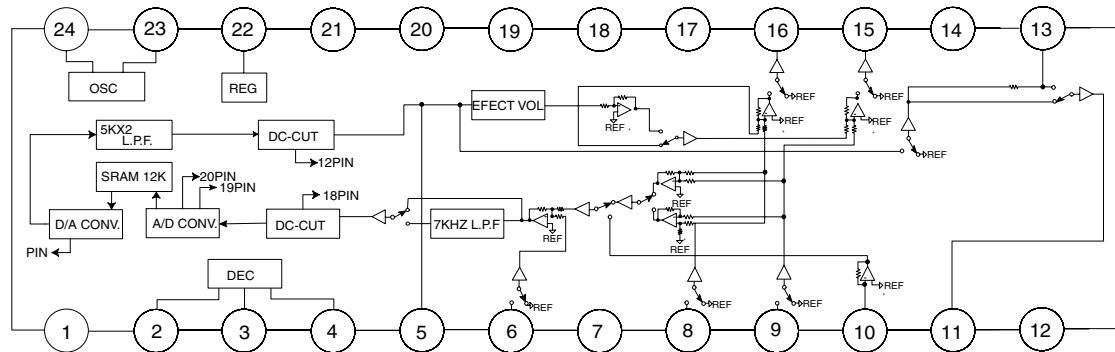 24 23 22 21 20 19 18 17 16 15 14 13
OSC
REG
EFECT VOL
REF
REF
REF
REF
REF
REF
5KX2
L.P.F.
DC-CUT
12PIN
SRAM 12K
20PIN
19PIN
18PIN
D/A CONV.
A/D CONV.
DC-CUT
7KHZ L.P.F
REF
REF
REF
PIN
DEC
REF
REF
REF
REF
1 2 3 4 5 6 7 8 9 10 11 12